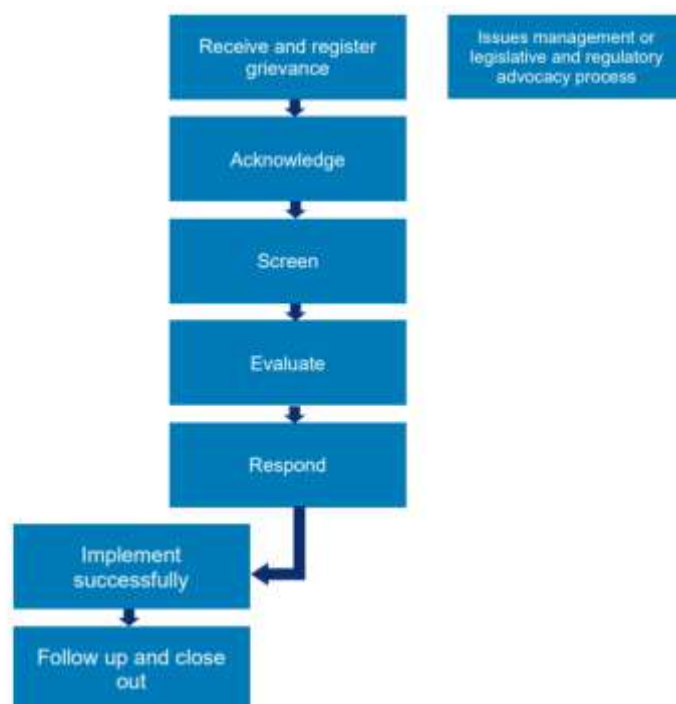 Receive and register
grievance
Issues management or
legislative and regulatory
advocacy process
Acknowledge
Screen
Evaluate
Respond
Implement
successfully
Follow up and close
out